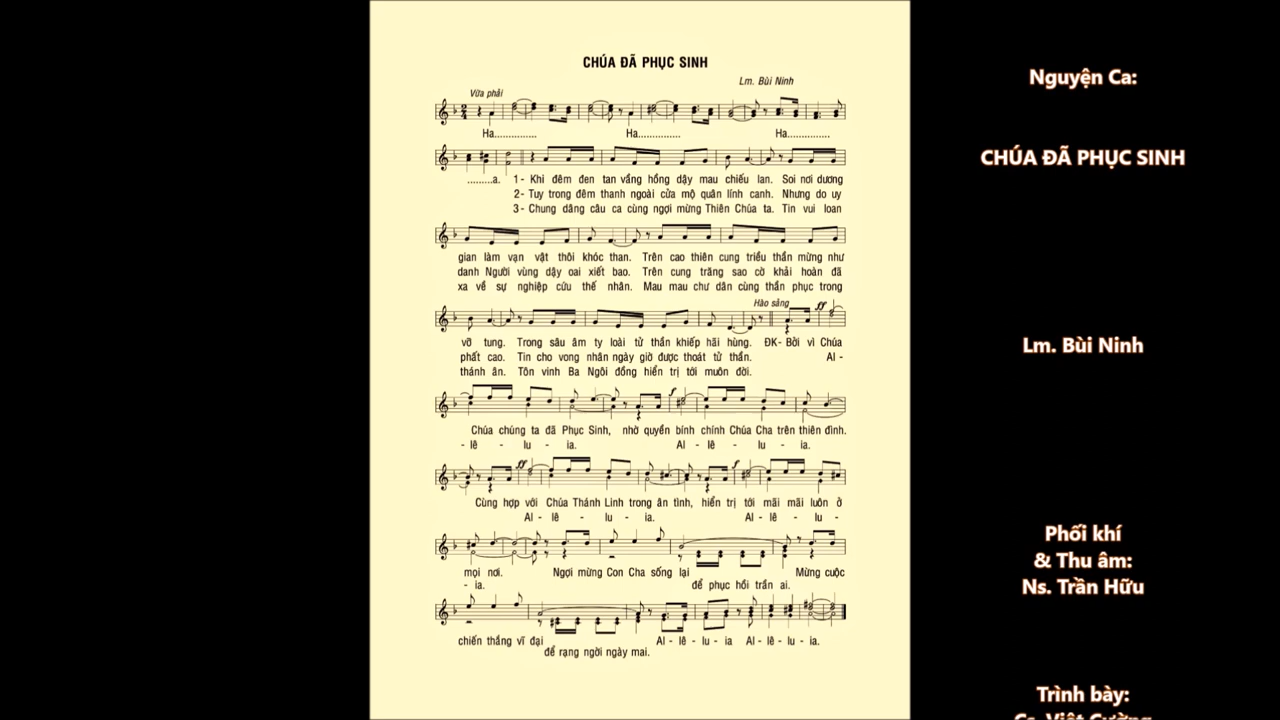 CHÚA ĐÃ PHỤC SINH
Lm. Bùi Ninh
Vừa phải
Ha.............. Ha.............. Ha..............
.........a. 1- Khi đêm đen tan vầng hồng dậy mau chiếu lan. Soi nơi dương
2- Tuy trong đêm thanh ngoài cửa mộ quân lính canh. Nhưng do uy
3- Chung dâng câu ca cùng ngợi mừng Thiên Chúa ta. Tin vui loan
gian làm vạn vật thôi khóc than. Trên cao thiên cung triều thần mừng như
danh Người vùng dậy oai xiết bao. Trên cung trăng sao cờ khải hoàn đã
xa về sự nghiệp cứu thế nhân. Mau mau chư dân cùng thần phục trong
Hào sảng ff
vỡ tung. Trong sâu âm ty loài tử thần khiếp hãi hùng. ĐK- Bởi vì Chúa
phất cao. Tin cho vong nhân ngày giờ được thoát tử thần. Al -
thánh ân. Tôn vinh Ba Ngôi đồng hiển trị tới muôn đời.
f
Chúa chúng ta đã Phục Sinh, nhờ quyền bính chính Chúa Cha trên thiên đình.
- lê - lu - ia. Al - lê - lu - ia.
ff f
Cùng hợp với Chúa Thánh Linh trong ân tình, hiển trị tới mãi mãi luôn ở
Al - lê - lu - ia. Al - lê - lu -
mọi nơi. Ngợi mừng Con Cha sống lại Mừng cuộc
- ia. để phục hồi trần ai.
chiến thắng vĩ đại Al - lê - lu - ia Al - lê - lu - ia.
để rạng ngời ngày mai.
Nguyện Ca:
CHÚA ĐÃ PHỤC SINH
Lm. Bùi Ninh
Phối khí
& Thu âm:
Ns. Trần Hữu
Trình bày:
Cs. Việt Cường